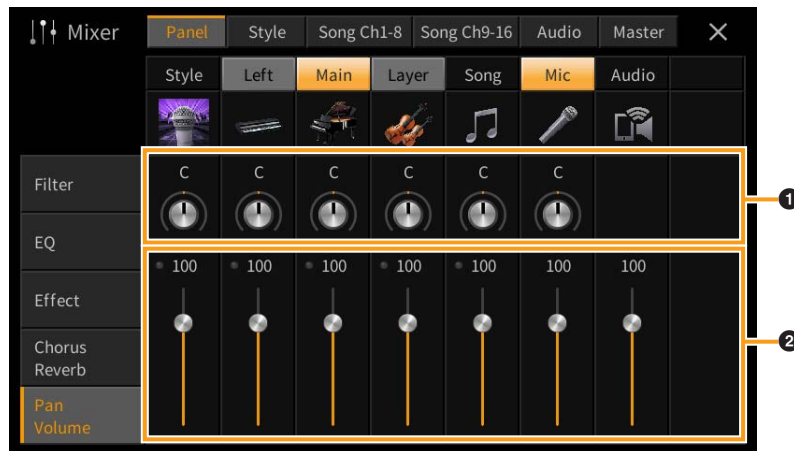 Mixer
Panel Style Song Ch1-8 Song Ch9-16 Audio Master
Style Left Main Layer Song Mic Audio
Filter
C C C C C C
1
EQ
100 100 100 100 100 100 100
Effect
2
Chorus
Reverb
Pan
Volume